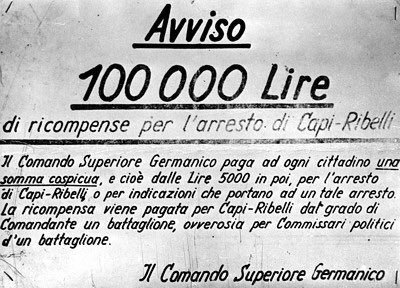 Avviso
100 000 Lire
di ricompense per l'arresto di Capi-Ribelli
Il Comando Superiore Germanico paga ad ogni cittadino una
somma cospicua, e cioè dalle Lire 5000 in poi, per l'arresto
di Capi-Ribelli o per indicazioni che portano ad un tale arresto.
La ricompensa viene pagata per Capi-Ribelli dal grado di
Comandante un battaglione, ovverosia per Commissari politici
d'un battaglione.
Il Comando Superiore Germanico